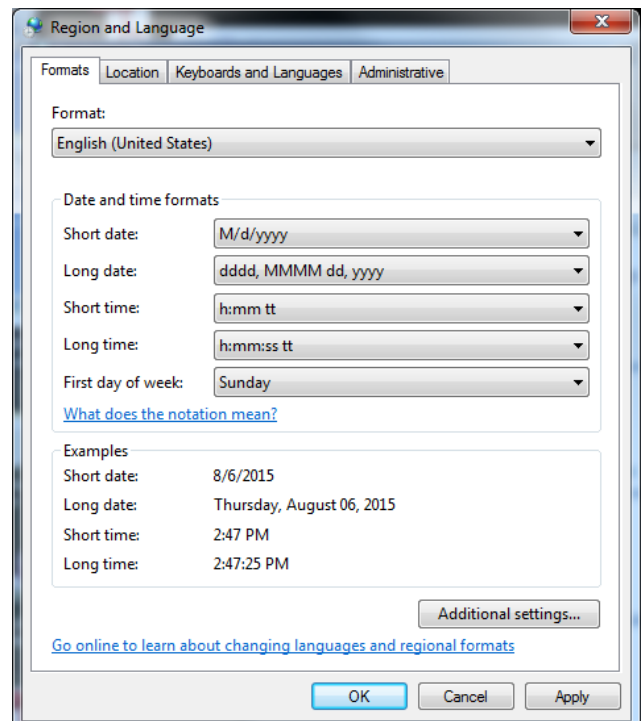 Region and Language
Formats Location Keyboards and Languages Administrative
Format:
English (United States)
Date and time formats
Short date: M/d/yyyy
Long date: dddd, MMMM dd, yyyy
Short time: h:mm tt
Long time: h:mm:ss tt
First day of week: Sunday
What does the notation mean?
Examples
Short date: 8/6/2015
Long date: Thursday, August 06, 2015
Short time: 2:47 PM
Long time: 2:47:25 PM
Additional settings...
Go online to learn about changing languages and regional formats
OK Cancel Apply